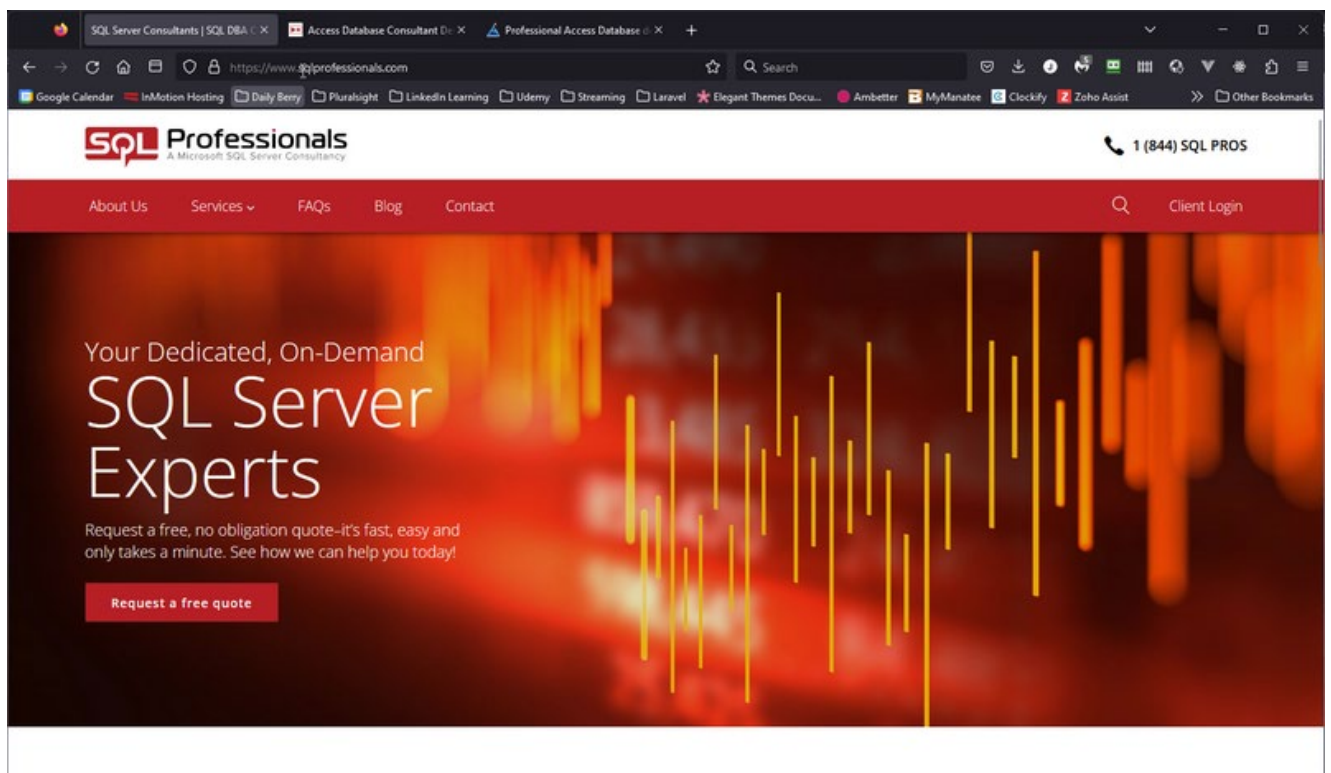 SQL Server Consultants | SQL DBA C
Access Database Consultant De
Professional Access Database d
https://www.sqlprofessionals.com
Search
5
Google Calendar
InMotion Hosting
Daily Berry
Pluralsight
LinkedIn Learning
Udemy
Streaming
Laravel
Elegant Themes Docu...
Ambetter
MyManatee
Clockify
Zoho Assist
Other Bookmarks
SQL Professionals
A Microsoft SQL Server Consultancy
1 (844) SQL PROS
About Us
Services
FAQs
Blog
Contact
Client Login
Your Dedicated, On-Demand
SQL Server
Experts
Request a free, no obligation quote–it's fast, easy and
only takes a minute. See how we can help you today!
Request a free quote